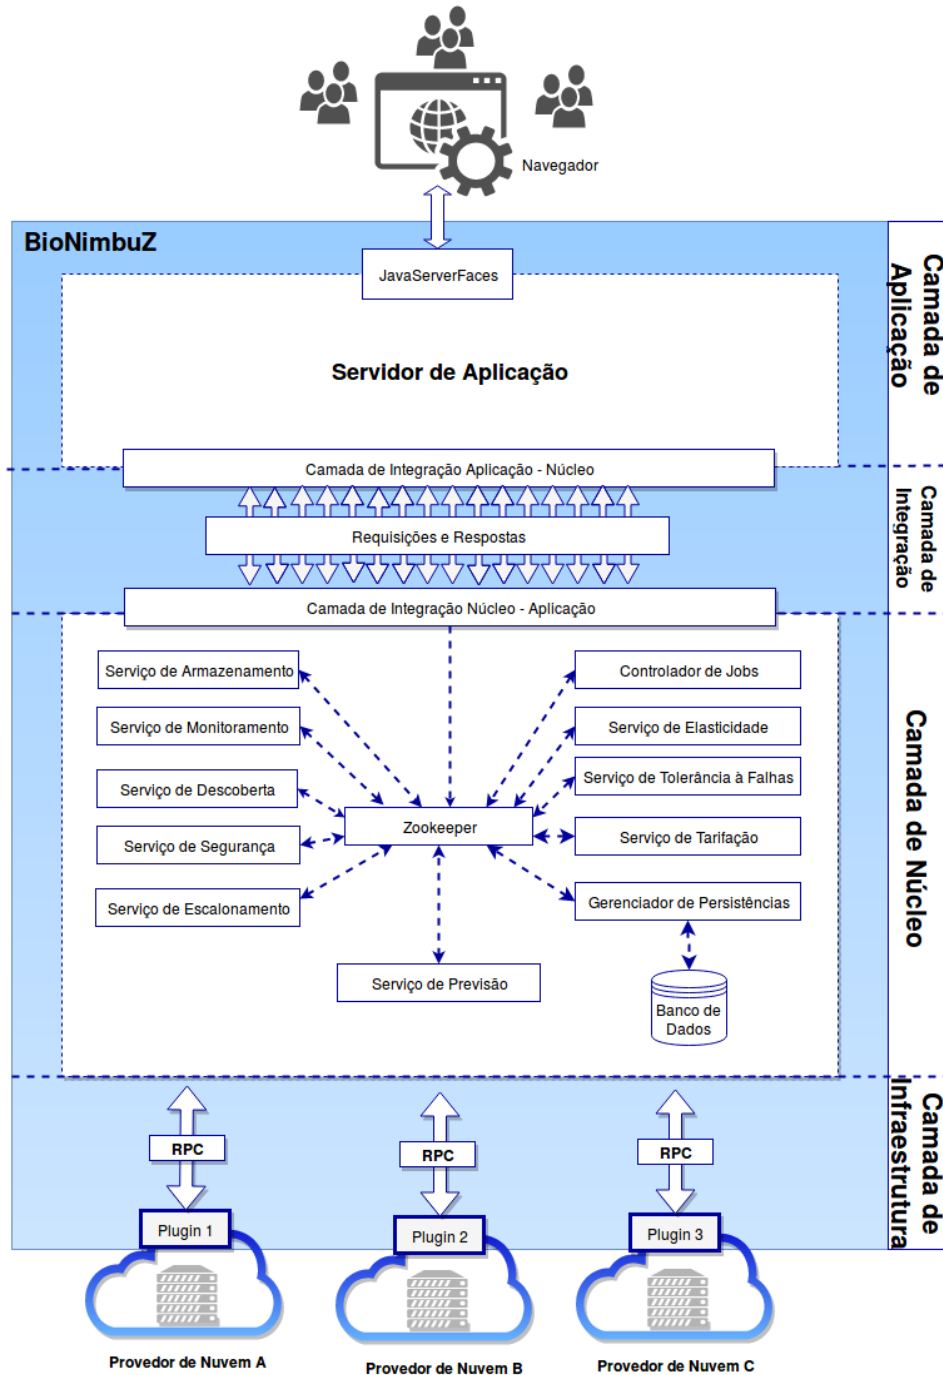 Navegador
BioNimbuZ
JavaServerFaces
Camada de
Aplicação
Servidor de Aplicação
Camada de Integração Aplicação - Núcleo
Requisições e Respostas
Camada de
Integração
Camada de Integração Núcleo - Aplicação
Serviço de Armazenamento
Controlador de Jobs
Serviço de Monitoramento
Serviço de Elasticidade
Serviço de Descoberta
Serviço de Tolerância à Falhas
Zookeeper
Serviço de Segurança
Serviço de Tarifação
Serviço de Escalonamento
Gerenciador de Persistências
Camada de Núcleo
Serviço de Previsão
Banco de
Dados
Camada de
Infraestrutura
RPC
RPC
RPC
Plugin 1
Plugin 2
Plugin 3
Provedor de Nuvem A
Provedor de Nuvem B
Provedor de Nuvem C